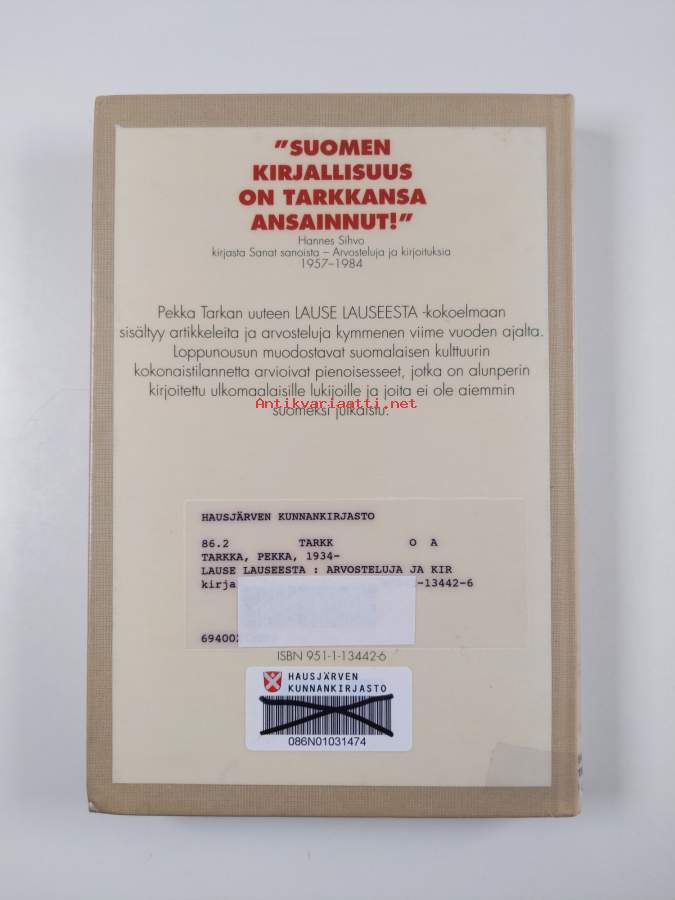 "SUOMEN
KIRJALLISUUS
ON TARKKANSA
ANSAINNUT!"
Hannes Sihvo
kirjasta Sanat sanoista – Arvosteluja ja kirjoituksia
1957–1984
Pekka Tarkan uuteen LAUSE LAUSEESTA -kokoelmaan
sisältyy artikkeleita ja arvosteluja kymmenen viime vuoden ajalta.
Loppunousun muodostavat suomalaisen kulttuurin
kokonaistilannetta arvioivat pienoisesseet, jotka on alunperin
kirjoitettu ulkomaalaisille lukijoille ja joita ei ole aiemmin
suomeksi julkaistu.
Antikvariaatti.net
HAUSJÄRVEN KUNNANKIRJASTO
86.2 TARKK O A
TARKKA, PEKKA, 1934-
LAUSE LAUSEESTA : ARVOSTELUJA JA KIR
kirja -13442-6
69400
ISBN 951-1-13442-6
HAUSJÄRVEN
KUNNANKIRJASTO
086N01031474